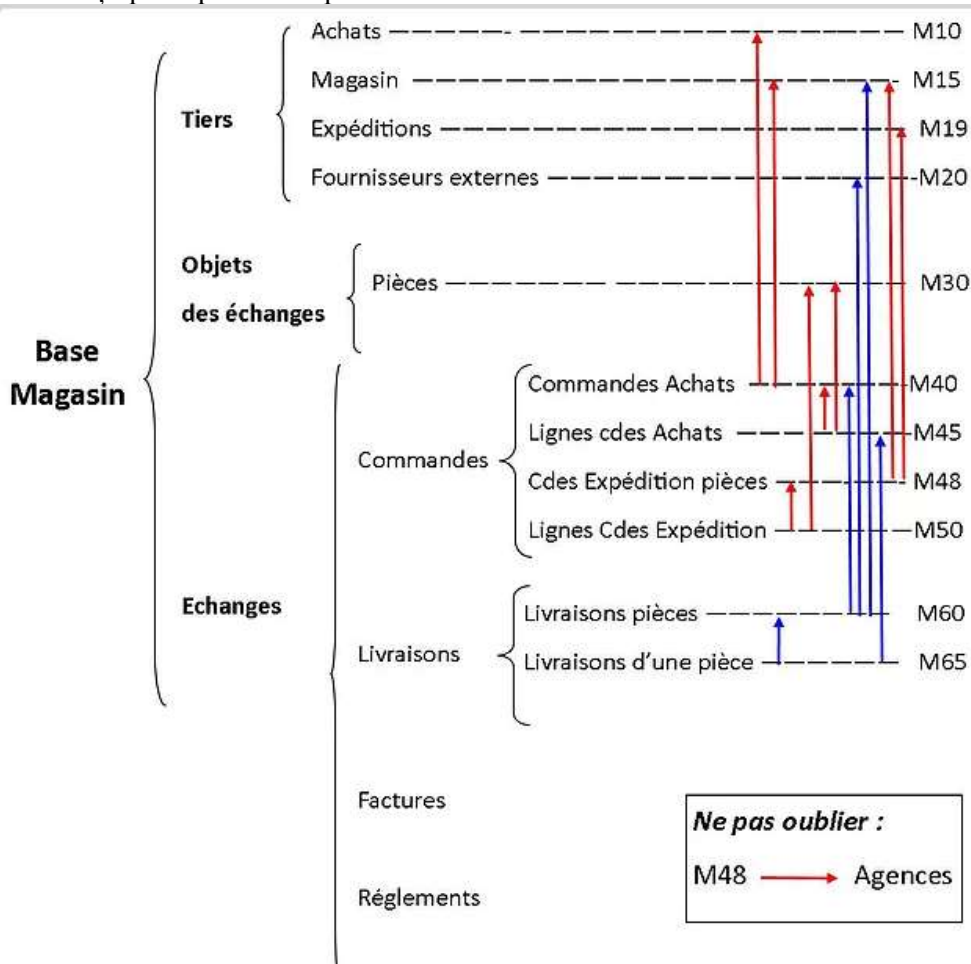 Achats M10
Magasin M15
Tiers
Expéditions M19
Fournisseurs externes M20
Objets
des échanges
Pièces M30
Base
Magasin
Commandes Achats M40
Lignes cdes Achats M45
Commandes
Cdes Expédition pièces M48
Lignes Cdes Expédition M50
Echanges
Livraisons pièces M60
Livraisons
Livraisons d'une pièce M65
Factures
Ne pas oublier :
M48 Agences
Réglements